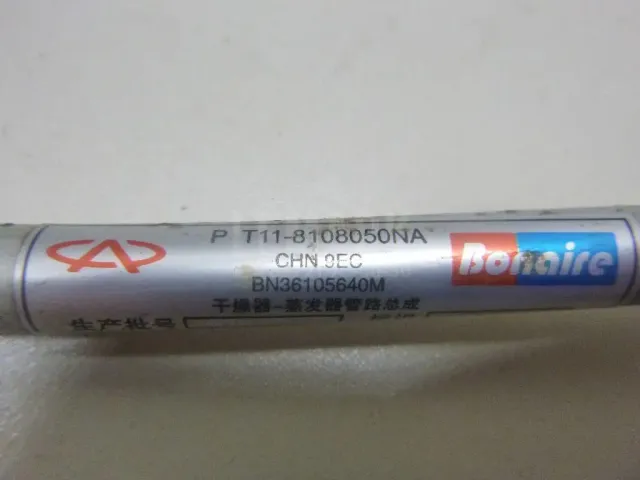 P T11-8108050NA
Bonaire
CHN 9EC
BN36105640M
干燥器-蒸发器管路总成
生产批号